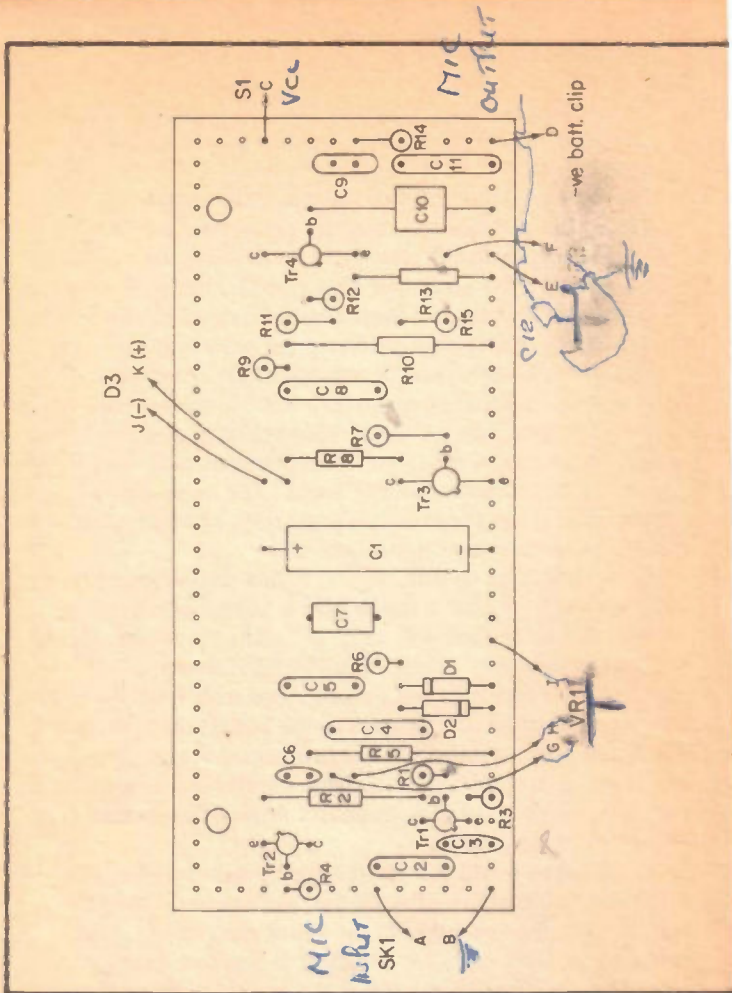 D3
J (−) K (+)
S1
C
Vcc
Tr2
e
b
c
R4
C6
R9
R11
R12
Tr4
c
b
e
C9
R2
C5
C7
C1
+
−
R8
C8
C10
R14
C11
MIC
INPUT
SK1
A
B
C2
Tr1
c
b
e
C3
R3
R1
R5
C4
D2
D1
R6
Tr3
c
b
e
R7
R10
R15
R13
MIC
OUTPUT
G H I
VR1
C12
E F
D
−ve batt. clip